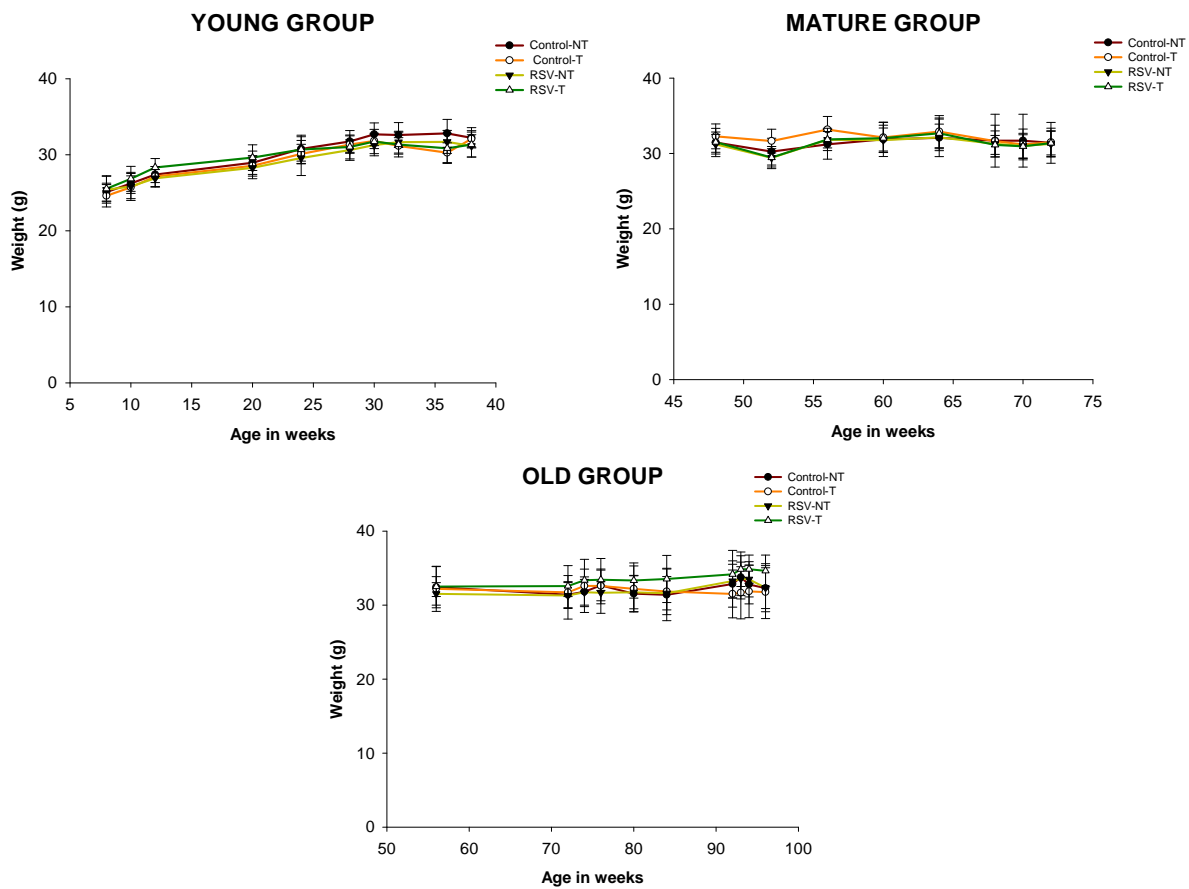 YOUNG GROUP
Control-NT
Control-T
RSV-NT
RSV-T
40
30
20
10
0
Weight (g)
5 10 15 20 25 30 35 40
Age in weeks
MATURE GROUP
Control-NT
Control-T
RSV-NT
RSV-T
40
30
20
10
0
Weight (g)
45 50 55 60 65 70 75
Age in weeks
OLD GROUP
Control-NT
Control-T
RSV-NT
RSV-T
40
30
20
10
0
Weight (g)
50 60 70 80 90 100
Age in weeks